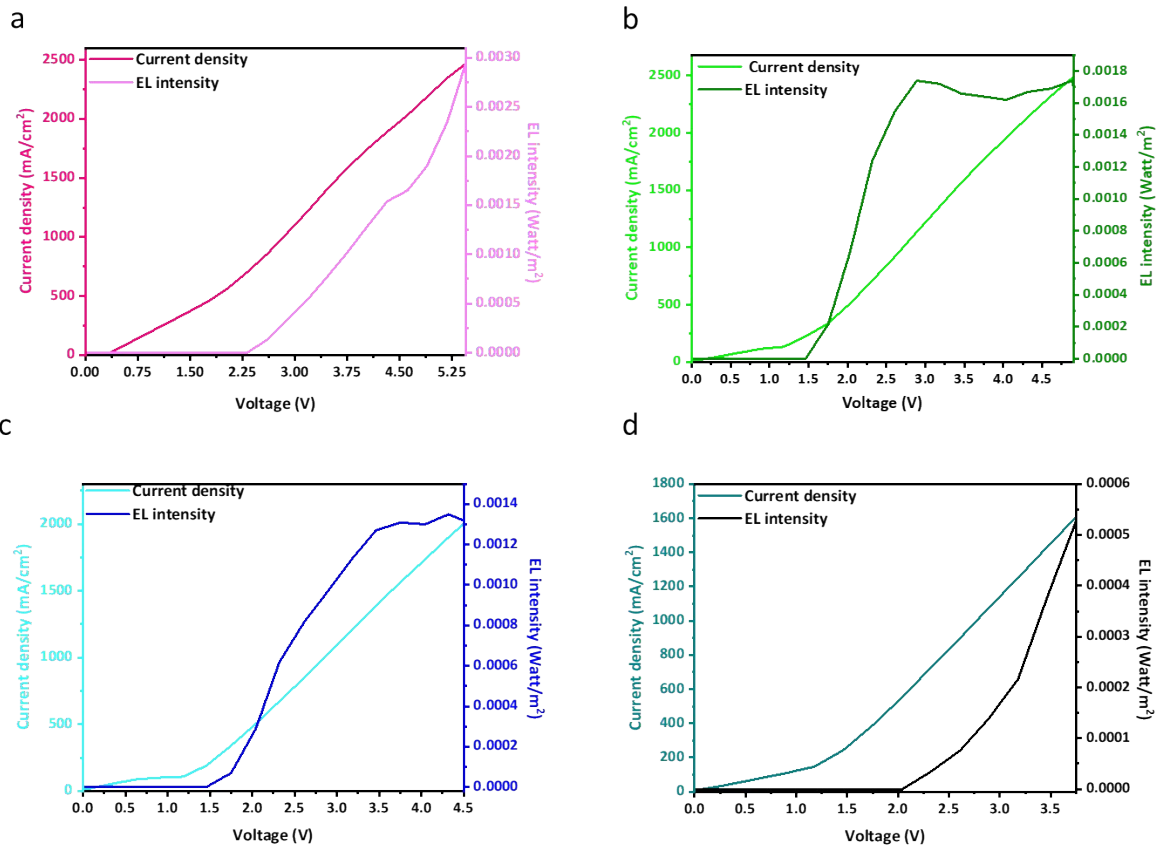 a
Current density
EL intensity
2500
2000
1500
1000
500
0
Current density (mA/cm²)
0.0030
0.0025
0.0020
0.0015
0.0010
0.0005
0.0000
EL intensity (Watt/m²)
0.00 0.75 1.50 2.25 3.00 3.75 4.50 5.25
Voltage (V)
b
Current density
EL intensity
2500
2000
1500
1000
500
0
Current density (mA/cm²)
0.0018
0.0016
0.0014
0.0012
0.0010
0.0008
0.0006
0.0004
0.0002
0.0000
EL intensity (Watt/m²)
0.0 0.5 1.0 1.5 2.0 2.5 3.0 3.5 4.0 4.5
Voltage (V)
c
Current density
EL intensity
2000
1500
1000
500
0
Current density (mA/cm²)
0.0014
0.0012
0.0010
0.0008
0.0006
0.0004
0.0002
0.0000
EL intensity (Watt/m²)
0.0 0.5 1.0 1.5 2.0 2.5 3.0 3.5 4.0 4.5
Voltage (V)
d
Current density
EL intensity
1800
1600
1400
1200
1000
800
600
400
200
0
Current density (mA/cm²)
0.0006
0.0005
0.0004
0.0003
0.0002
0.0001
0.0000
EL intensity (Watt/m²)
0.0 0.5 1.0 1.5 2.0 2.5 3.0 3.5
Voltage (V)